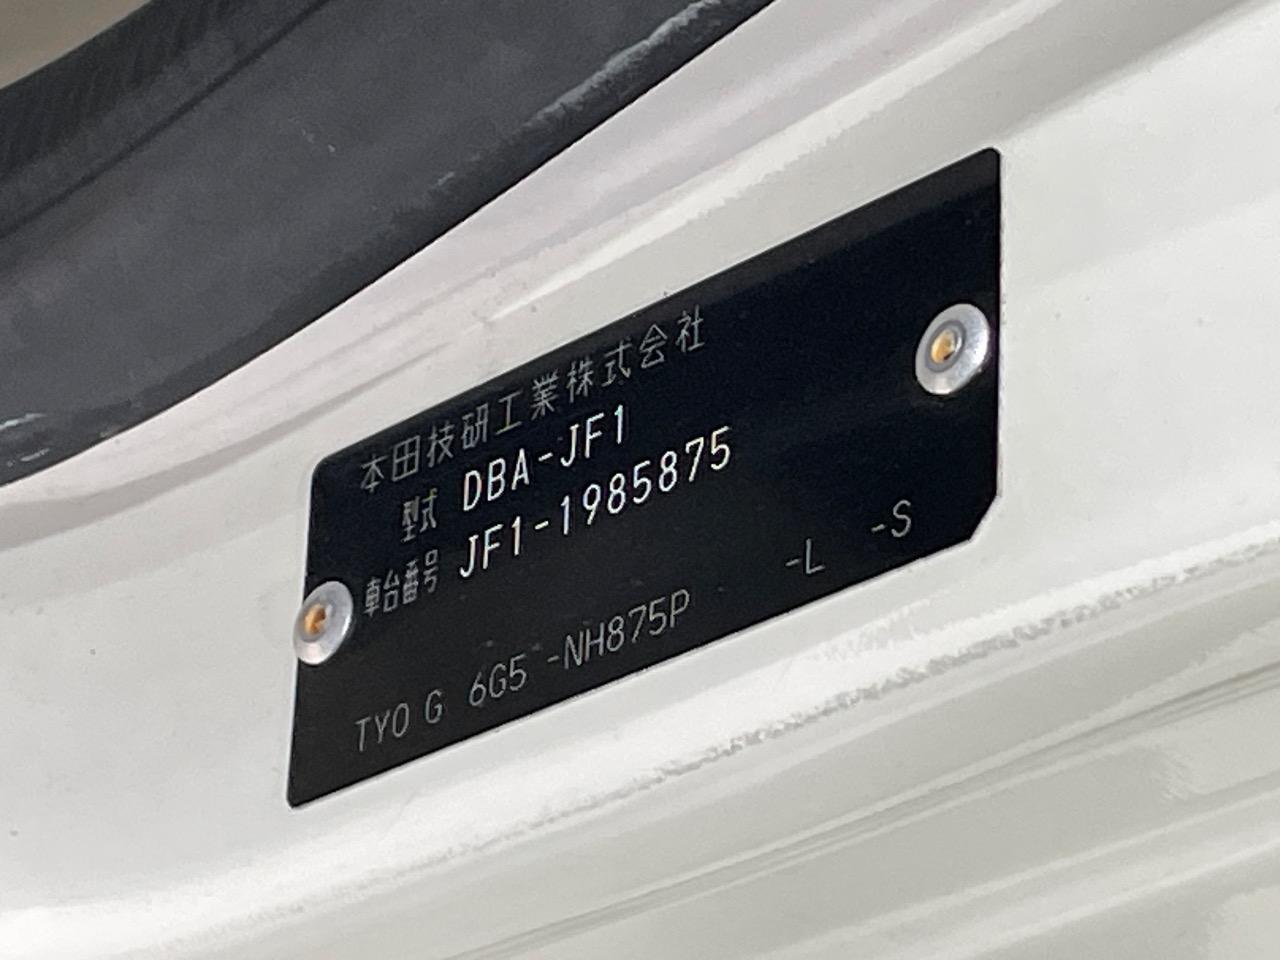 本田技研工業株式会社
型式 DBA-JF1
車台番号 JF1-1985875
TYO G 6G5 -NH875P -L -S